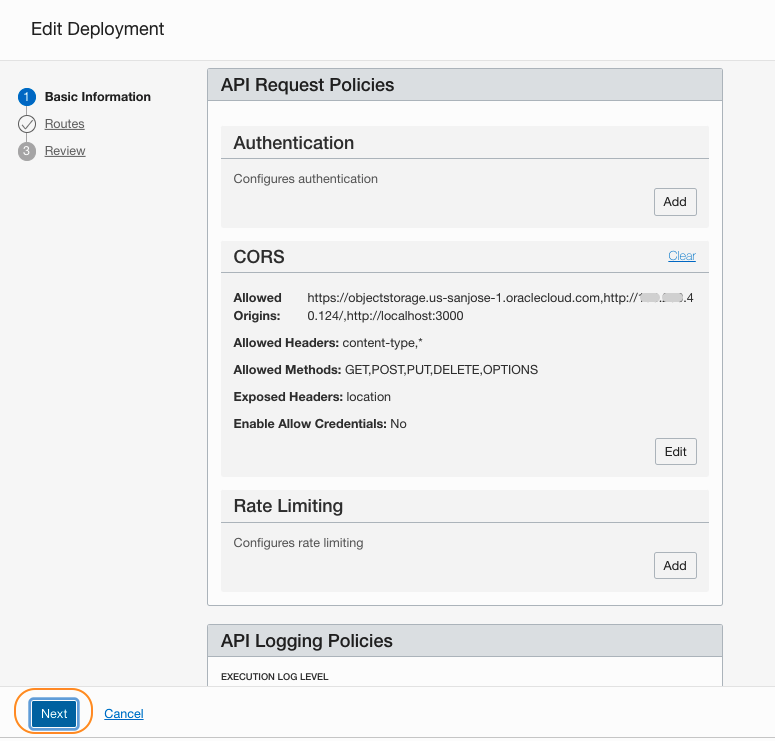 Edit Deployment
1 Basic Information
Routes
3 Review
API Request Policies
Authentication
Configures authentication
Add
CORS
Clear
Allowed Origins: https://objectstorage.us-sanjose-1.oraclecloud.com,http:// .4
0.124/,http://localhost:3000
Allowed Headers: content-type,*
Allowed Methods: GET,POST,PUT,DELETE,OPTIONS
Exposed Headers: location
Enable Allow Credentials: No
Edit
Rate Limiting
Configures rate limiting
Add
API Logging Policies
EXECUTION LOG LEVEL
Next
Cancel